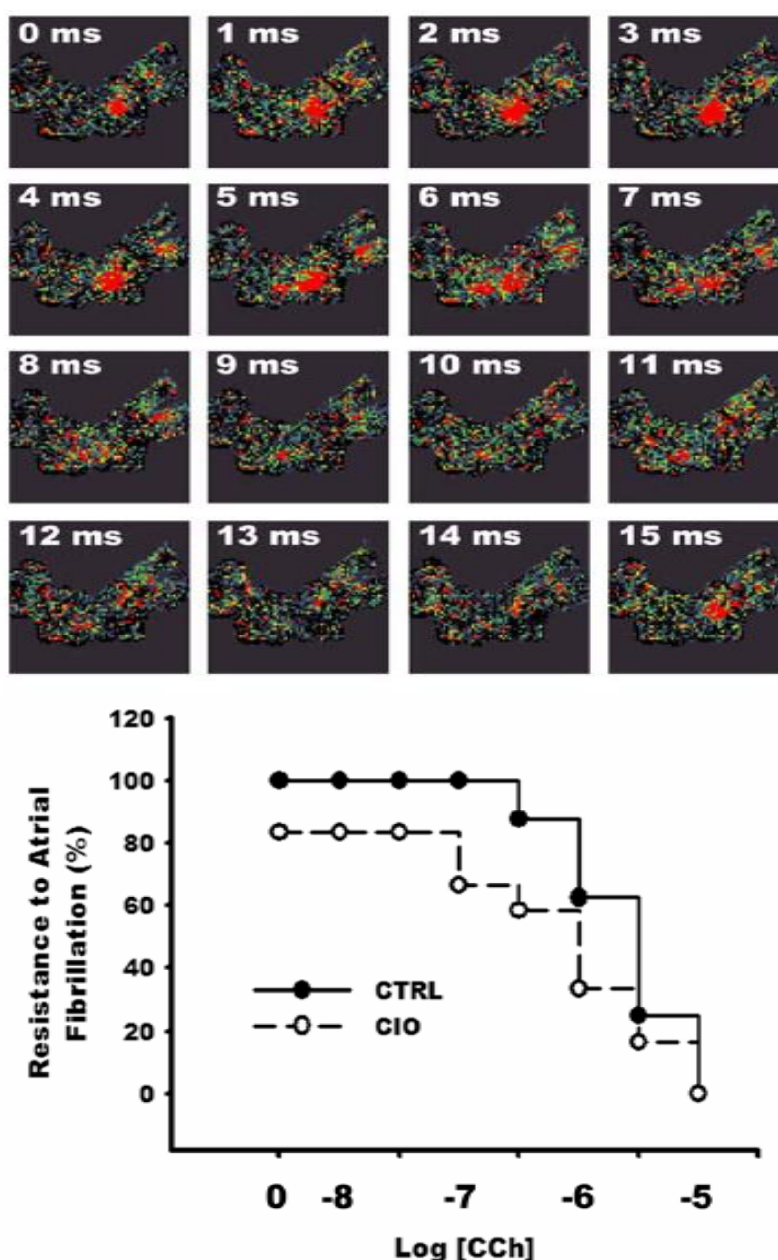 0 ms 1 ms 2 ms 3 ms
4 ms 5 ms 6 ms 7 ms
8 ms 9 ms 10 ms 11 ms
12 ms 13 ms 14 ms 15 ms
120
100
80
60
40
20
0
Resistance to Atrial
Fibrillation (%)
CTRL
CIO
0 -8 -7 -6 -5
Log [CCh]